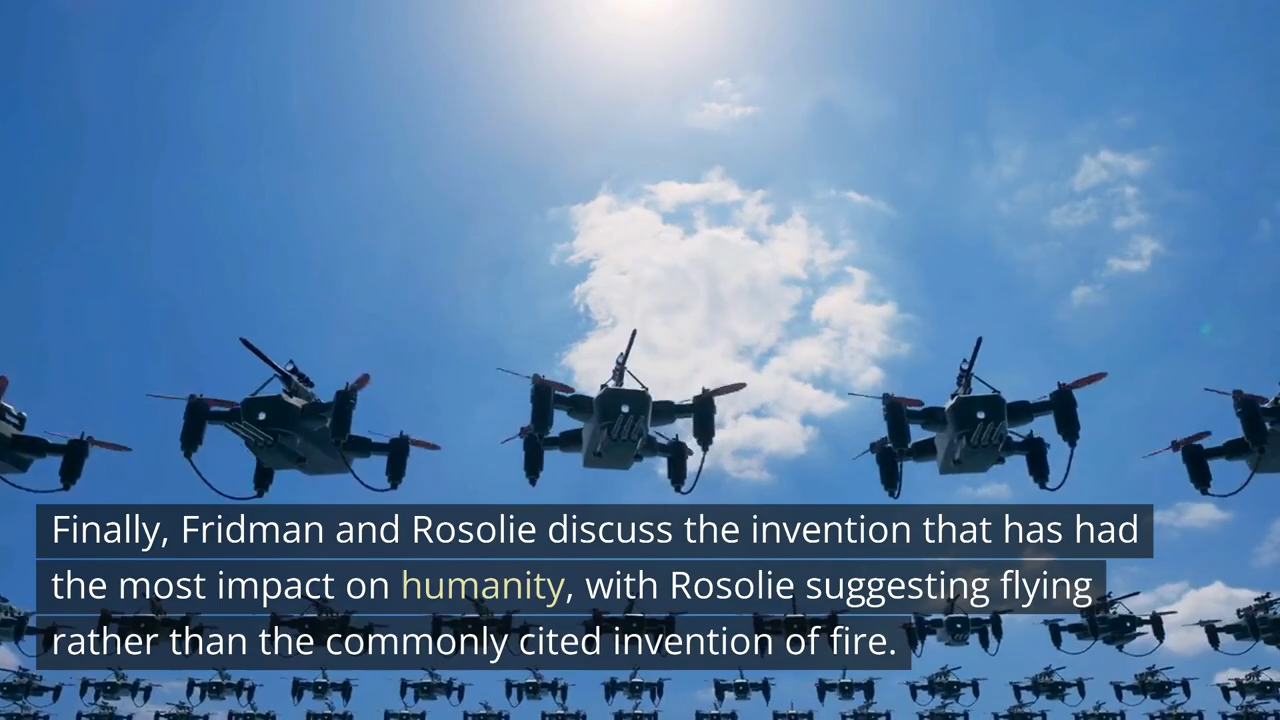 Finally, Fridman and Rosolie discuss the invention that has had
the most impact on humanity, with Rosolie suggesting flying
rather than the commonly cited invention of fire.